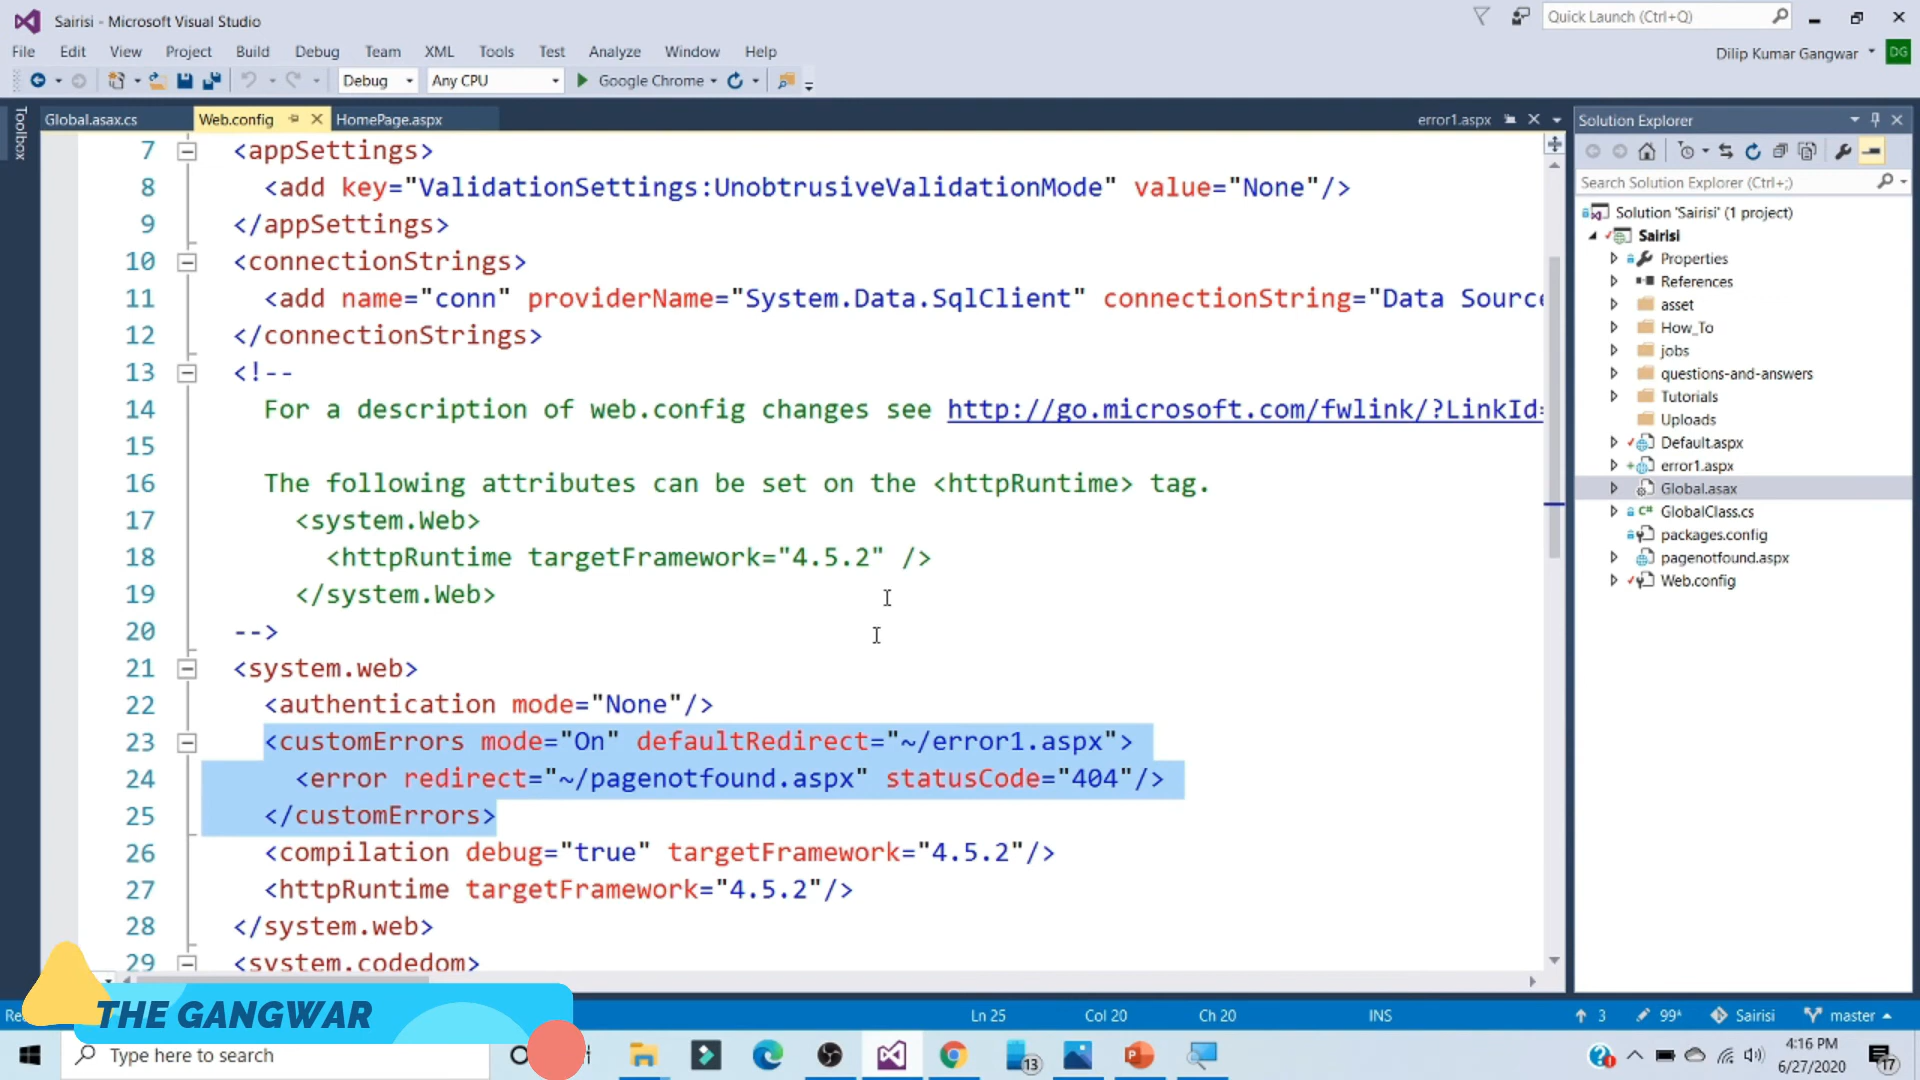 Sairisi - Microsoft Visual Studio
Quick Launch (Ctrl+Q)
File Edit View Project Build Debug Team XML Tools Test Analyze Window Help
Dilip Kumar Gangwar DG
Debug Any CPU Google Chrome
Toolbox
Global.asax.cs Web.config HomePage.aspx error1.aspx
7 <appSettings>
8 <add key="ValidationSettings:UnobtrusiveValidationMode" value="None"/>
9 </appSettings>
10 <connectionStrings>
11 <add name="conn" providerName="System.Data.SqlClient" connectionString="Data Source
12 </connectionStrings>
13 <!--
14 For a description of web.config changes see http://go.microsoft.com/fwlink/?LinkId=
15
16 The following attributes can be set on the <httpRuntime> tag.
17 <system.Web>
18 <httpRuntime targetFramework="4.5.2" />
19 </system.Web>
20 -->
21 <system.web>
22 <authentication mode="None"/>
23 <customErrors mode="On" defaultRedirect="~/error1.aspx">
24 <error redirect="~/pagenotfound.aspx" statusCode="404"/>
25 </customErrors>
26 <compilation debug="true" targetFramework="4.5.2"/>
27 <httpRuntime targetFramework="4.5.2"/>
28 </system.web>
29 <system.codedom>
Solution Explorer
Search Solution Explorer (Ctrl+;)
Solution 'Sairisi' (1 project)
Sairisi
Properties
References
asset
How_To
jobs
questions-and-answers
Tutorials
Uploads
Default.aspx
error1.aspx
Global.asax
C# GlobalClass.cs
packages.config
pagenotfound.aspx
Web.config
THE GANGWAR
Ln 25 Col 20 Ch 20 INS 3 99* Sairisi master
Type here to search
13
4:16 PM
6/27/2020
17